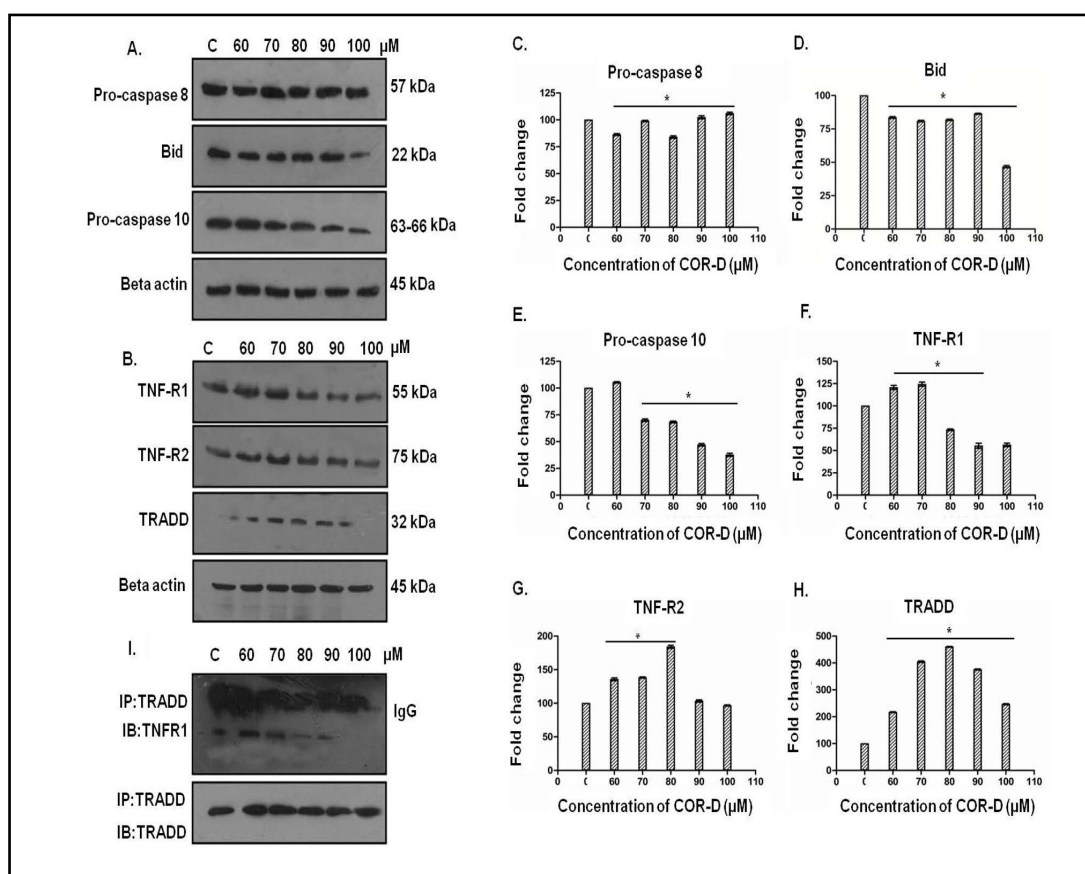 A.
C 60 70 80 90 100 µM
Pro-caspase 8
57 kDa
Bid
22 kDa
Pro-caspase 10
63-66 kDa
Beta actin
45 kDa
B.
C 60 70 80 90 100 µM
TNF-R1
55 kDa
TNF-R2
75 kDa
TRADD
32 kDa
Beta actin
45 kDa
I.
C 60 70 80 90 100 µM
IP:TRADD
IgG
IB:TNFR1
IP:TRADD
IB:TRADD
C.
Pro-caspase 8
*
Fold change
125
100
75
50
25
0
0 C 60 70 80 90 100 110
Concentration of COR-D (µM)
D.
Bid
*
Fold change
100
75
50
25
0
0 C 60 70 80 90 100 110
Concentration of COR-D (µM)
E.
Pro-caspase 10
*
Fold change
125
100
75
50
25
0
0 C 60 70 80 90 100 110
Concentration of COR-D (µM)
F.
TNF-R1
*
Fold change
150
125
100
75
50
25
0
0 C 60 70 80 90 100 110
Concentration of COR-D (µM)
G.
TNF-R2
*
Fold change
200
150
100
50
0
0 C 60 70 80 90 100 110
Concentration of COR-D (µM)
H.
TRADD
*
Fold change
500
400
300
200
100
0
0 C 60 70 80 90 100 110
Concentration of COR-D (µM)